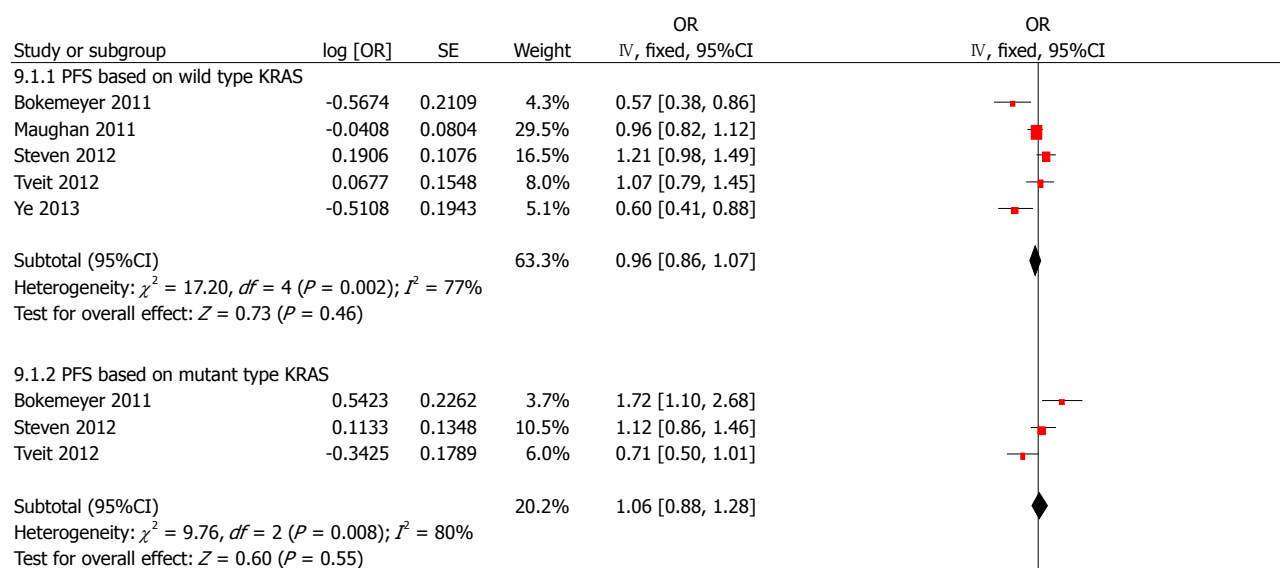 OR OR
Study or subgroup log [OR] SE Weight Ⅳ, fixed, 95%CI Ⅳ, fixed, 95%CI
9.1.1 PFS based on wild type KRAS
Bokemeyer 2011 -0.5674 0.2109 4.3% 0.57 [0.38, 0.86]
Maughan 2011 -0.0408 0.0804 29.5% 0.96 [0.82, 1.12]
Steven 2012 0.1906 0.1076 16.5% 1.21 [0.98, 1.49]
Tveit 2012 0.0677 0.1548 8.0% 1.07 [0.79, 1.45]
Ye 2013 -0.5108 0.1943 5.1% 0.60 [0.41, 0.88]
Subtotal (95%CI) 63.3% 0.96 [0.86, 1.07]
Heterogeneity: χ² = 17.20, df = 4 (P = 0.002); I² = 77%
Test for overall effect: Z = 0.73 (P = 0.46)
9.1.2 PFS based on mutant type KRAS
Bokemeyer 2011 0.5423 0.2262 3.7% 1.72 [1.10, 2.68]
Steven 2012 0.1133 0.1348 10.5% 1.12 [0.86, 1.46]
Tveit 2012 -0.3425 0.1789 6.0% 0.71 [0.50, 1.01]
Subtotal (95%CI) 20.2% 1.06 [0.88, 1.28]
Heterogeneity: χ² = 9.76, df = 2 (P = 0.008); I² = 80%
Test for overall effect: Z = 0.60 (P = 0.55)